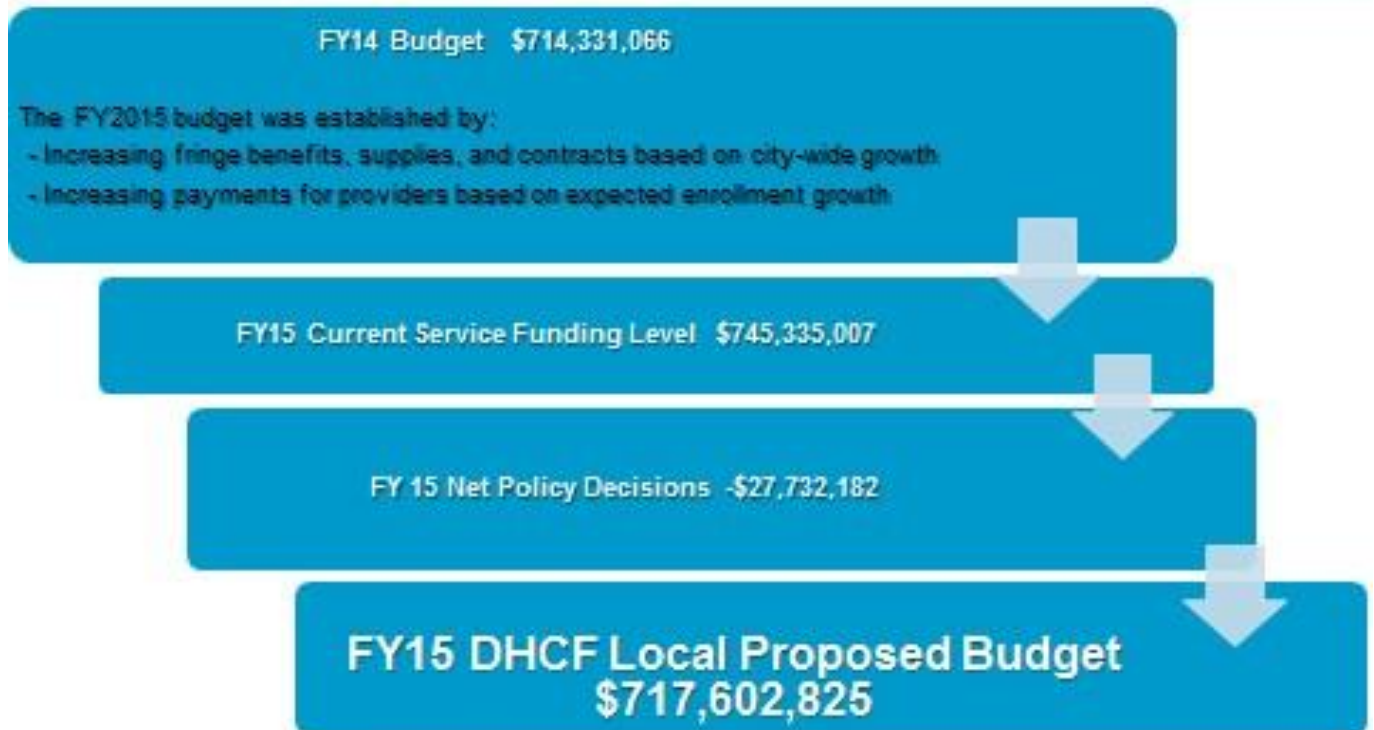 FY14 Budget $714,331,066
The FY2015 budget was established by:
- Increasing fringe benefits, supplies, and contracts based on city-wide growth
- Increasing payments for providers based on expected enrollment growth
FY15 Current Service Funding Level $745,335,007
FY 15 Net Policy Decisions -$27,732,182
FY15 DHCF Local Proposed Budget
$717,602,825